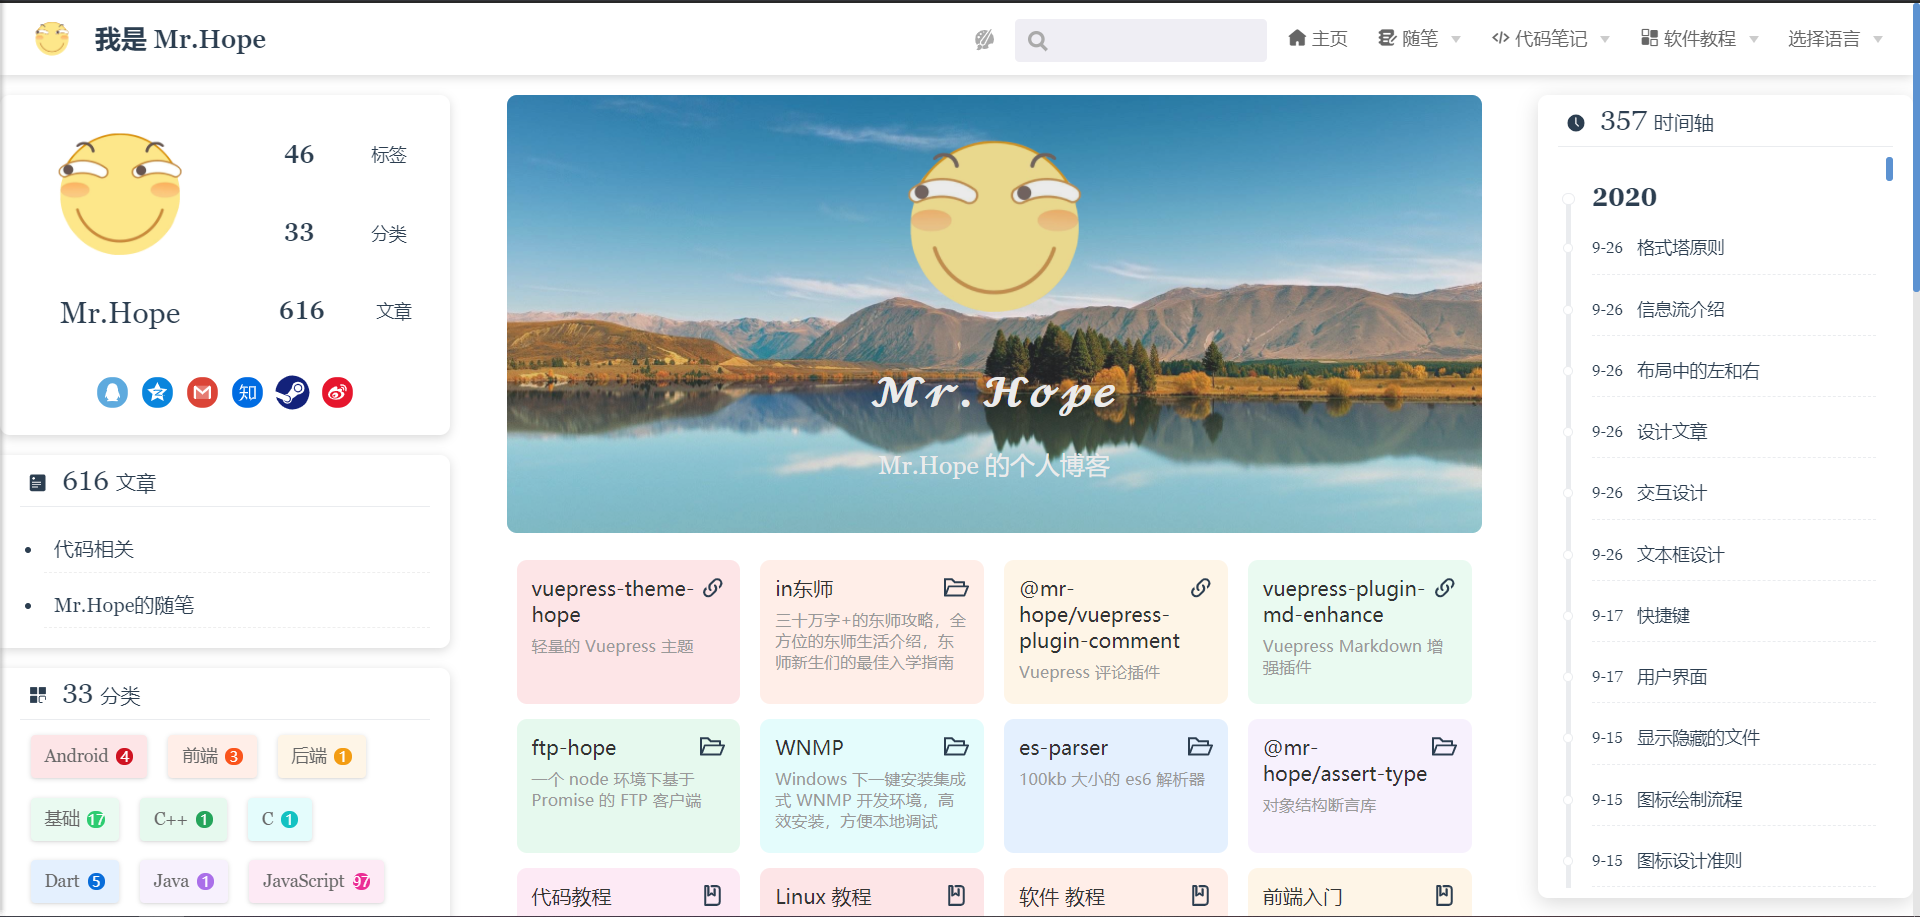 我是 Mr.Hope
主页
随笔
代码笔记
软件教程
选择语言
46 标签
33 分类
Mr.Hope
616 文章
知
616 文章
代码相关
Mr.Hope的随笔
33 分类
Android 4
前端 3
后端 1
基础 17
C++ 1
C 1
Dart 5
Java 1
JavaScript 97
Mr.Hope
Mr.Hope 的个人博客
vuepress-theme-
hope
轻量的 Vuepress 主题
in东师
三十万字+的东师攻略，全
方位的东师生活介绍，东
师新生们的最佳入学指南
@mr-
hope/vuepress-
plugin-comment
Vuepress 评论插件
vuepress-plugin-
md-enhance
Vuepress Markdown 增
强插件
ftp-hope
一个 node 环境下基于
Promise 的 FTP 客户端
WNMP
Windows 下一键安装集成
式 WNMP 开发环境，高
效安装，方便本地调试
es-parser
100kb 大小的 es6 解析器
@mr-
hope/assert-type
对象结构断言库
代码教程
Linux 教程
软件 教程
前端入门
357 时间轴
2020
9-26 格式塔原则
9-26 信息流介绍
9-26 布局中的左和右
9-26 设计文章
9-26 交互设计
9-26 文本框设计
9-17 快捷键
9-17 用户界面
9-15 显示隐藏的文件
9-15 图标绘制流程
9-15 图标设计准则